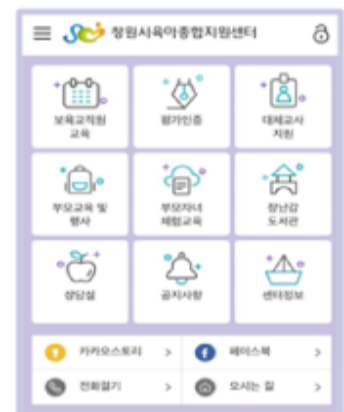 창원시육아종합지원센터
보육교직원
교육
평가인증
대체교사
지원
부모교육 및
행사
부모자녀
체험교육
장난감
도서관
상담실
공지사항
센터정보
카카오스토리 >
페이스북 >
전화걸기 >
오시는 길 >